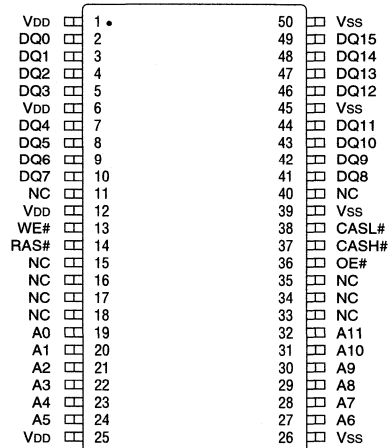 VDD 1 50 Vss
DQ0 2 49 DQ15
DQ1 3 48 DQ14
DQ2 4 47 DQ13
DQ3 5 46 DQ12
VDD 6 45 Vss
DQ4 7 44 DQ11
DQ5 8 43 DQ10
DQ6 9 42 DQ9
DQ7 10 41 DQ8
NC 11 40 NC
VDD 12 39 Vss
WE# 13 38 CASL#
RAS# 14 37 CASH#
NC 15 36 OE#
NC 16 35 NC
NC 17 34 NC
NC 18 33 NC
A0 19 32 A11
A1 20 31 A10
A2 21 30 A9
A3 22 29 A8
A4 23 28 A7
A5 24 27 A6
VDD 25 26 Vss